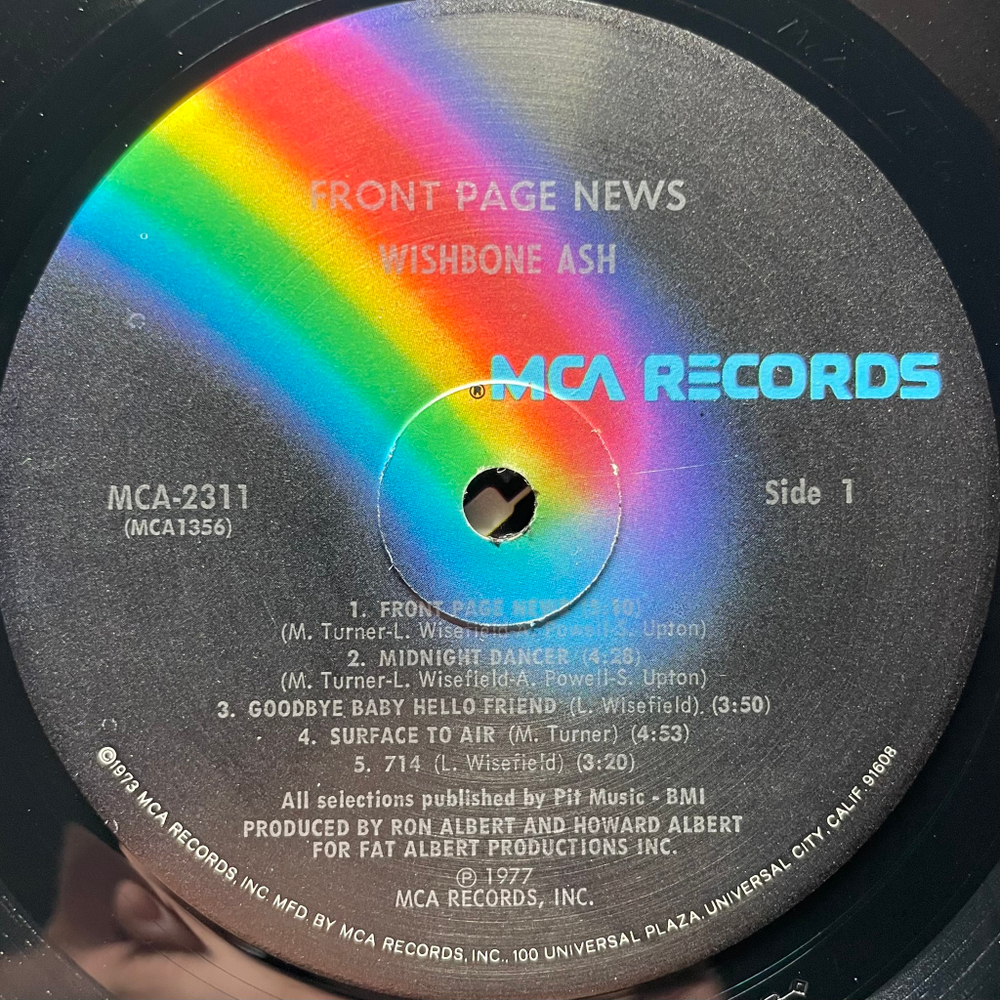 FRONT PAGE NEWS
WISHBONE ASH
® MCA RECORDS
MCA-2311
(MCA1356)
Side 1
1. FRONT PAGE NEWS
(M. Turner-L. Wisefield-A. Powell-S. Upton)
2. MIDNIGHT DANCER (4:28)
(M. Turner-L. Wisefield-A. Powell-S. Upton)
3. GOODBYE BABY HELLO FRIEND (L. Wisefield) (3:50)
4. SURFACE TO AIR (M. Turner) (4:53)
5. 714 (L. Wisefield) (3:20)
All selections published by Pit Music - BMI
PRODUCED BY RON ALBERT AND HOWARD ALBERT
FOR FAT ALBERT PRODUCTIONS INC.
℗ 1977
MCA RECORDS, INC.
©1973 MCA RECORDS, INC. MFD. BY MCA RECORDS, INC., 100 UNIVERSAL PLAZA, UNIVERSAL CITY, CALIF. 91608